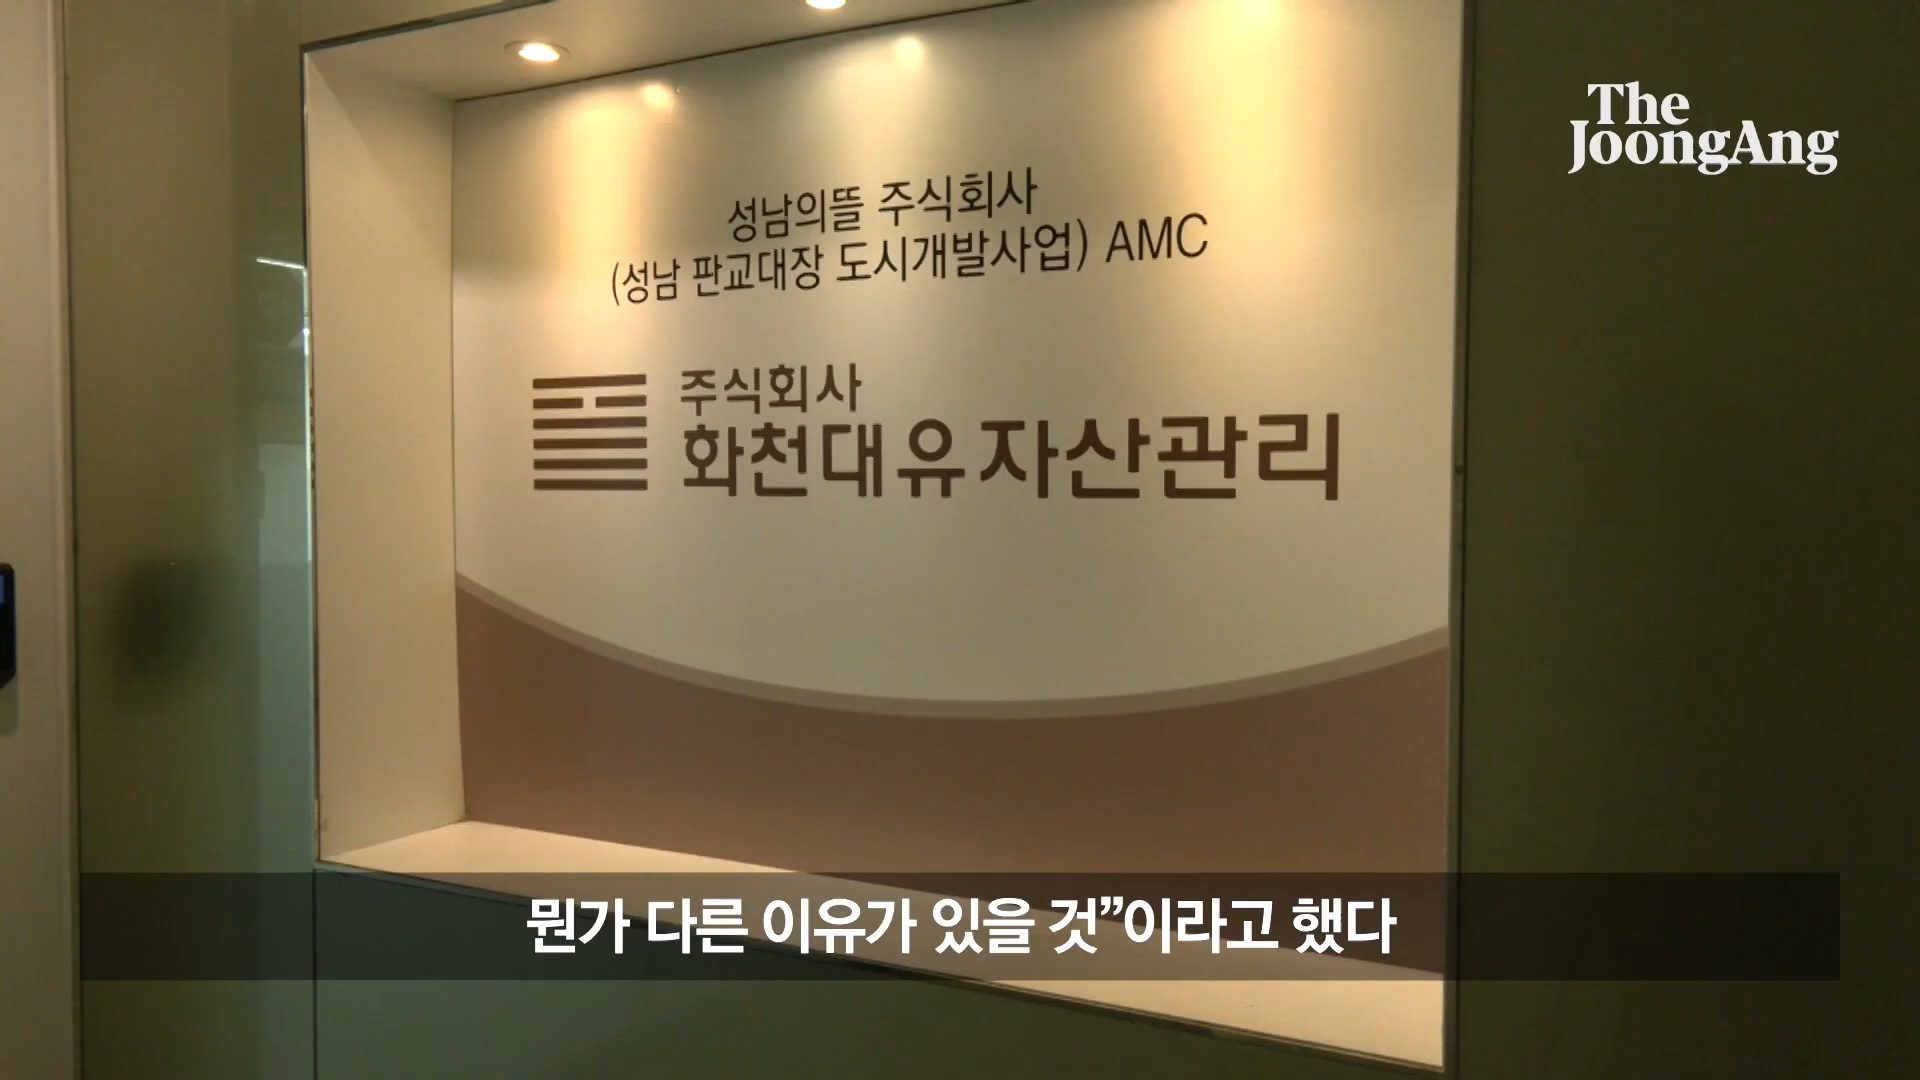 The
JoongAng
성남의뜰 주식회사
(성남 판교대장 도시개발사업) AMC
주식회사
화천대유자산관리
뭔가 다른 이유가 있을 것”이라고 했다